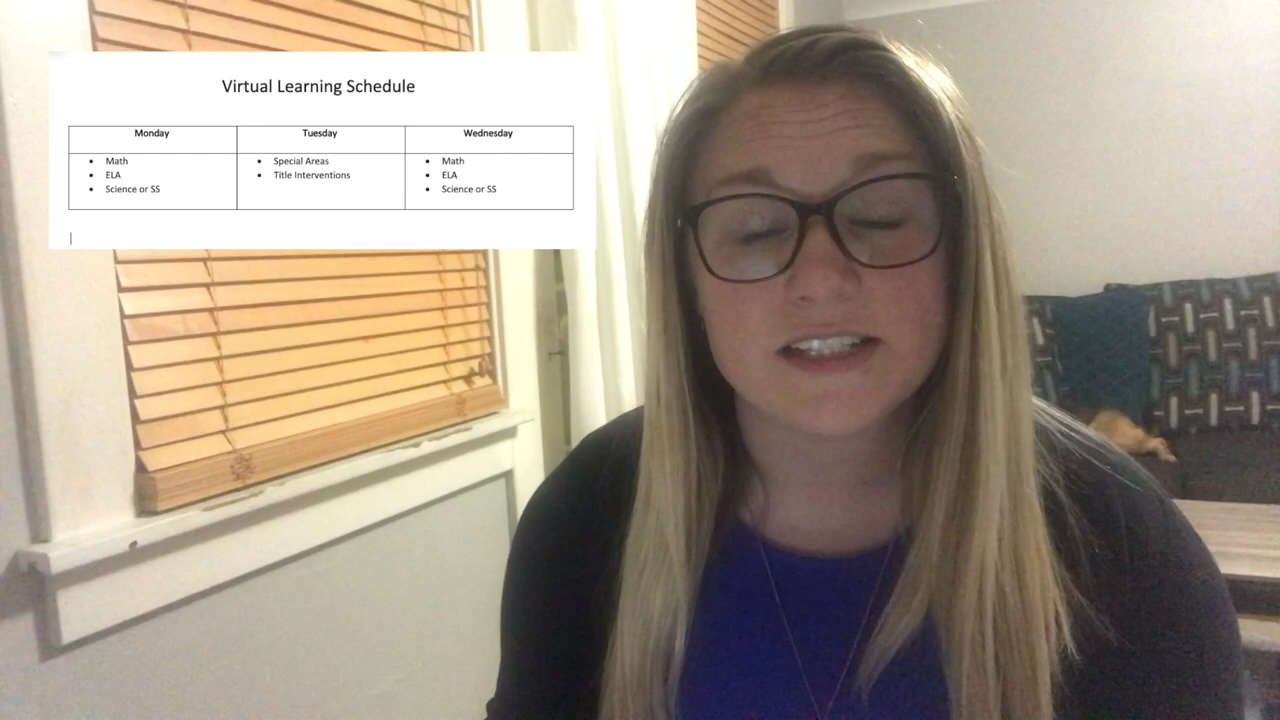 Virtual Learning Schedule
Monday Tuesday Wednesday
• Math • Special Areas • Math
• ELA • Title Interventions • ELA
• Science or SS • Science or SS